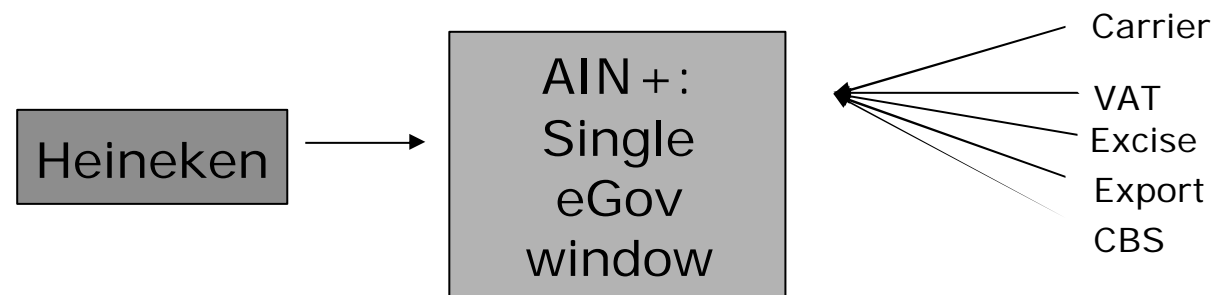 Heineken
AIN+:
Single
eGov
window
Carrier
VAT
Excise
Export
CBS